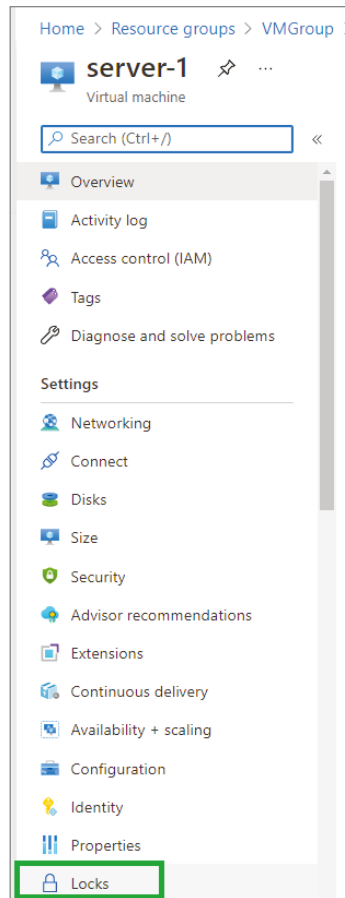 Home > Resource groups > VMGroup
server-1 ...
Virtual machine
Search (Ctrl+/) «
Overview
Activity log
Access control (IAM)
Tags
Diagnose and solve problems
Settings
Networking
Connect
Disks
Size
Security
Advisor recommendations
Extensions
Continuous delivery
Availability + scaling
Configuration
Identity
Properties
Locks